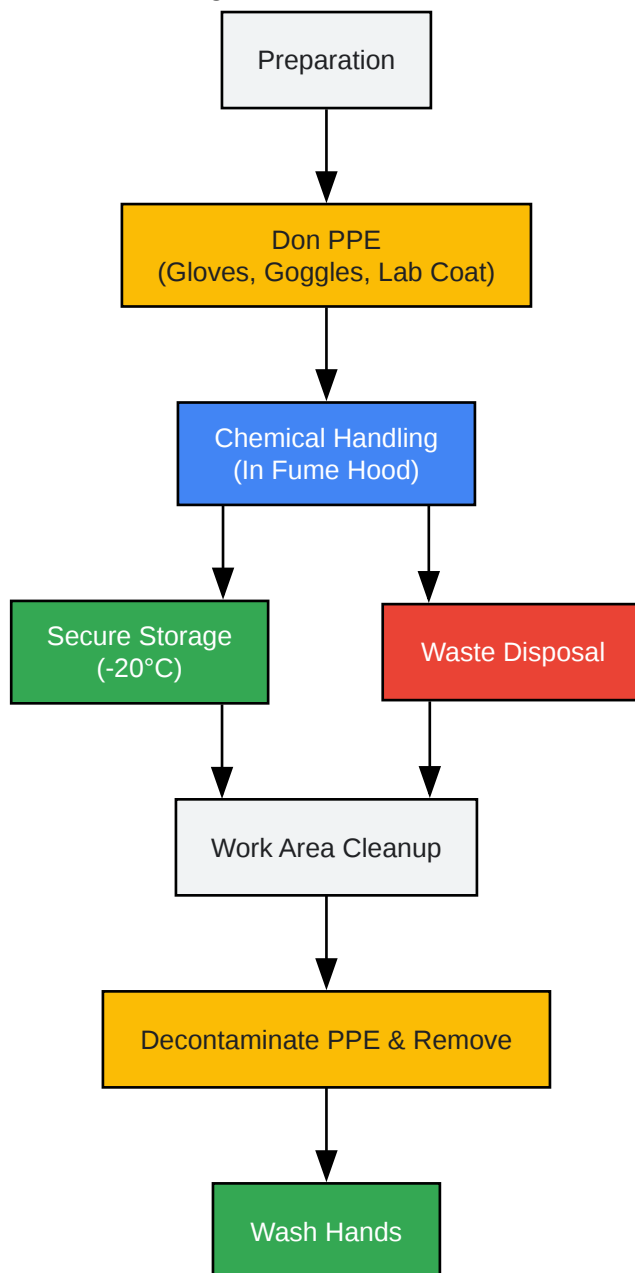 Preparation
Don PPE
(Gloves, Goggles, Lab Coat)
Chemical Handling
(In Fume Hood)
Secure Storage
(-20°C)
Waste Disposal
Work Area Cleanup
Decontaminate PPE & Remove
Wash Hands